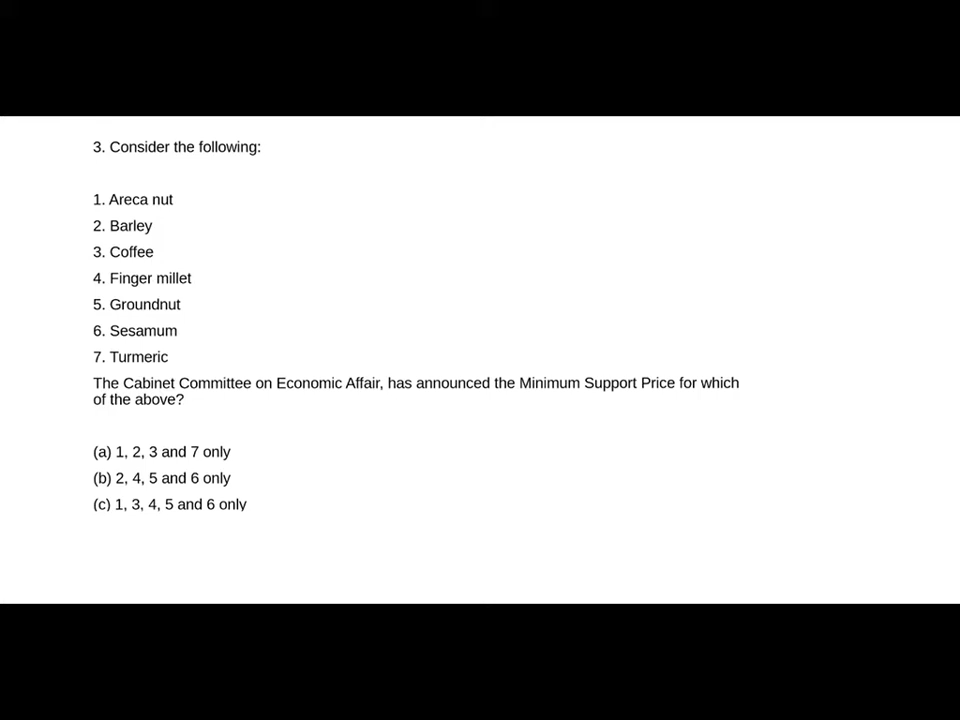 3. Consider the following:
1. Areca nut
2. Barley
3. Coffee
4. Finger millet
5. Groundnut
6. Sesamum
7. Turmeric
The Cabinet Committee on Economic Affair, has announced the Minimum Support Price for which
of the above?
(a) 1, 2, 3 and 7 only
(b) 2, 4, 5 and 6 only
(c) 1, 3, 4, 5 and 6 only